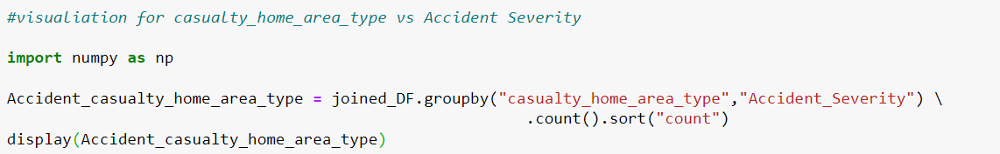 #visualiation for casualty_home_area_type vs Accident Severity
import numpy as np
Accident_casualty_home_area_type = joined_DF.groupby("casualty_home_area_type","Accident_Severity") \
.count().sort("count")
display(Accident_casualty_home_area_type)